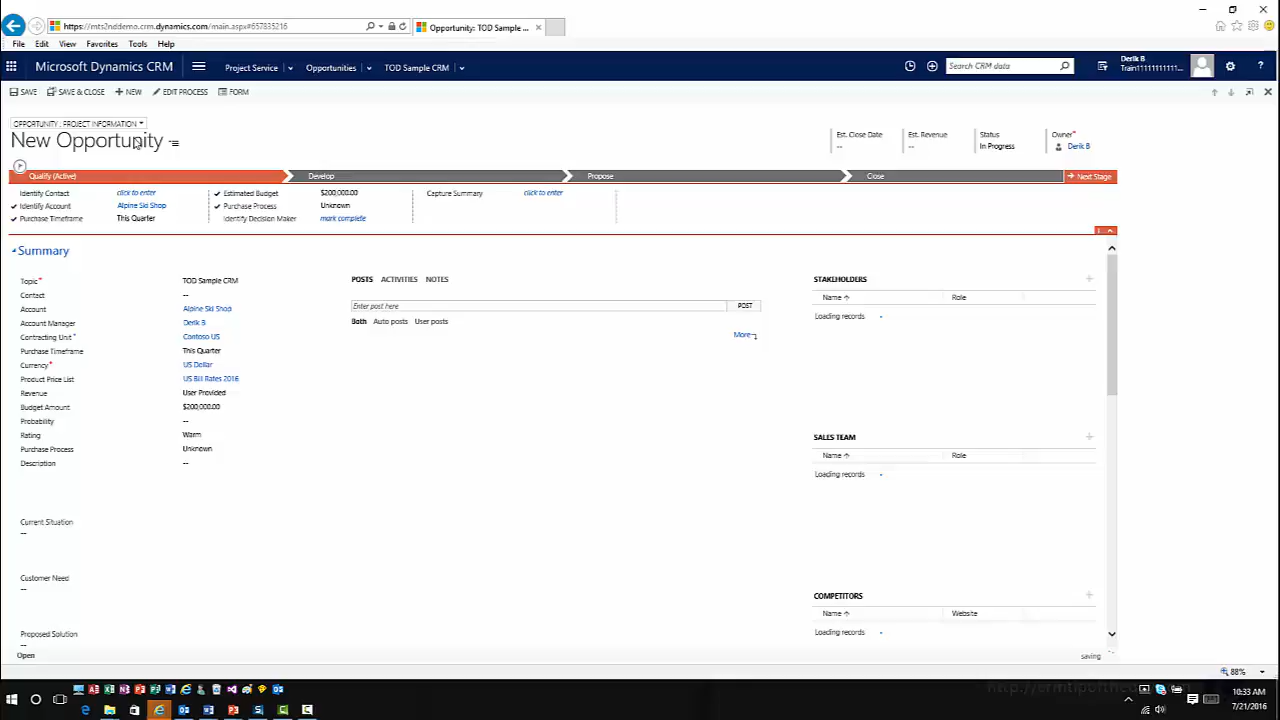 https://mts2nddemo.crm.dynamics.com/main.aspx#657835216
Opportunity: TOD Sample ...
File Edit View Favorites Tools Help
Microsoft Dynamics CRM Project Service Opportunities TOD Sample CRM Search CRM data
Derik B
Train11111111111...
SAVE SAVE & CLOSE NEW EDIT PROCESS FORM
OPPORTUNITY : PROJECT INFORMATION
New Opportunity
Est. Close Date Est. Revenue Status Owner*
-- -- In Progress Derik B
Qualify (Active) Develop Propose Close Next Stage
Identify Contact click to enter Estimated Budget $200,000.00 Capture Summary click to enter
Identify Account Alpine Ski Shop Purchase Process Unknown
Purchase Timeframe This Quarter Identify Decision Maker mark complete
Summary
Topic* TOD Sample CRM POSTS ACTIVITIES NOTES STAKEHOLDERS
Contact -- Name Role
Account Alpine Ski Shop Enter post here POST Loading records
Account Manager Derik B Both Auto posts User posts
Contracting Unit* Contoso US More
Purchase Timeframe This Quarter
Currency* US Dollar
Product Price List US Bill Rates 2016
Revenue User Provided
Budget Amount $200,000.00
Probability --
Rating Warm SALES TEAM
Purchase Process Unknown Name Role
Description -- Loading records
Current Situation
--
Customer Need
--
COMPETITORS
Name Website
Proposed Solution Loading records
--
Open saving
88%
10:33 AM
7/21/2016